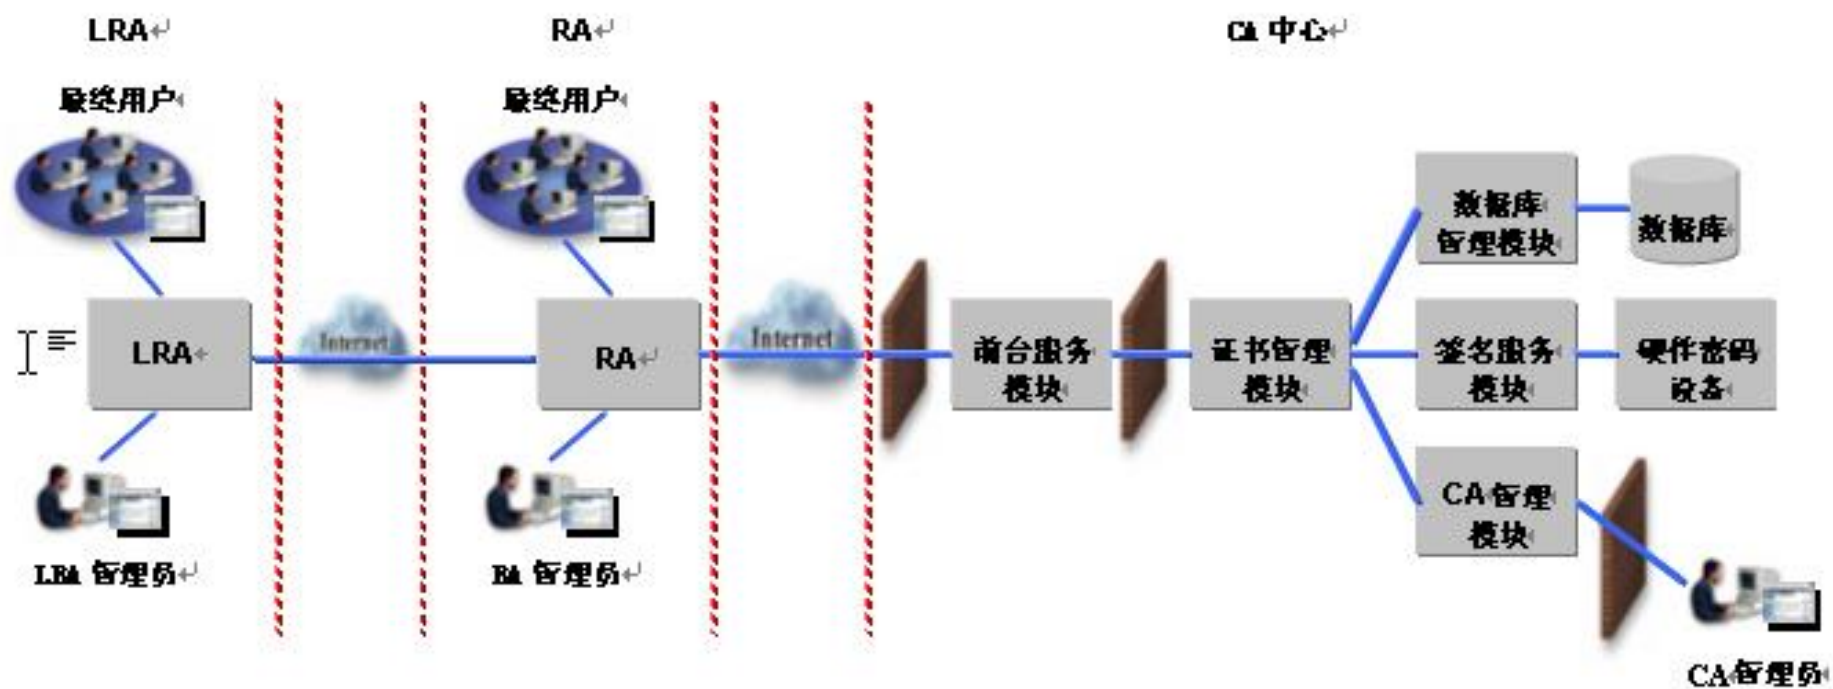 LRA
RA
CA 中心
最终用户
最终用户
LRA
Internet
RA
Internet
前台服务
模块
证书管理
模块
数据库
管理模块
数据库
签名服务
模块
硬件密码
设备
CA 管理
模块
LRA 管理员
RA 管理员
CA 管理员